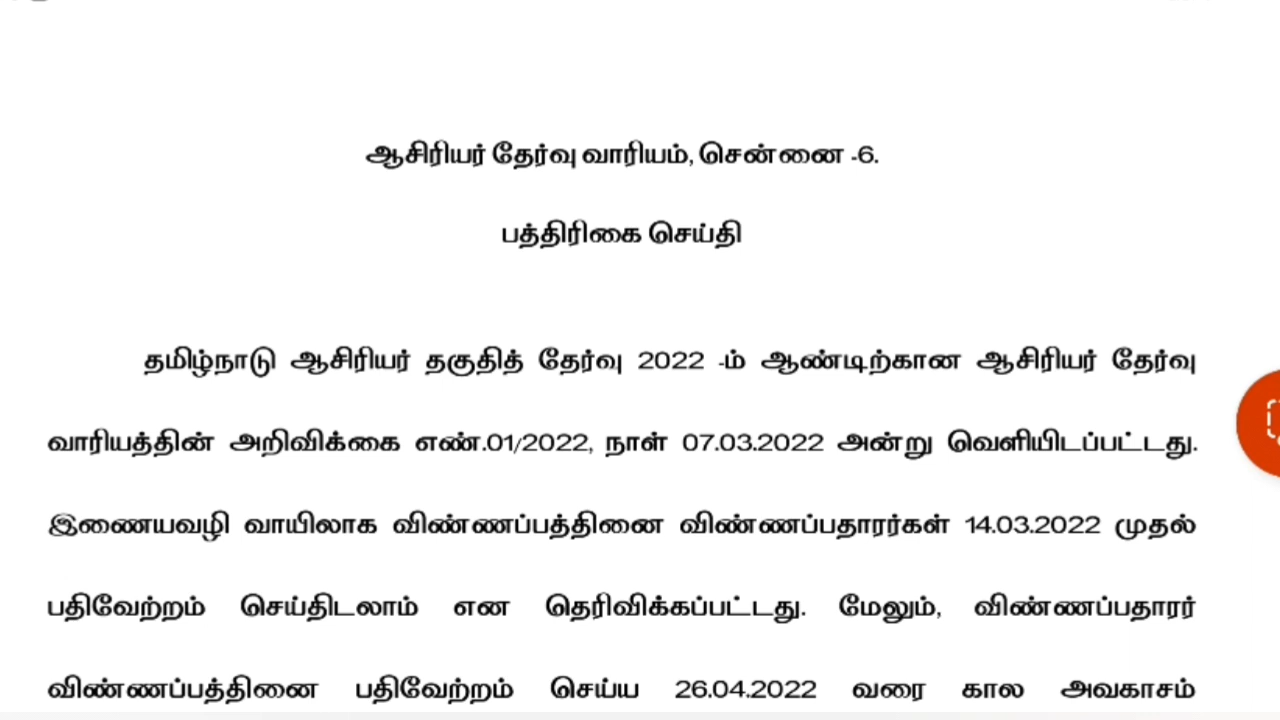 ஆசிரியர் தேர்வு வாரியம், சென்னை -6.
பத்திரிகை செய்தி
தமிழ்நாடு ஆசிரியர் தகுதித் தேர்வு 2022 -ம் ஆண்டிற்கான ஆசிரியர் தேர்வு
வாரியத்தின் அறிவிக்கை எண்.01/2022, நாள் 07.03.2022 அன்று வெளியிடப்பட்டது.
இணையவழி வாயிலாக விண்ணப்பத்தினை விண்ணப்பதாரர்கள் 14.03.2022 முதல்
பதிவேற்றம் செய்திடலாம் என தெரிவிக்கப்பட்டது. மேலும், விண்ணப்பதாரர்
விண்ணப்பத்தினை பதிவேற்றம் செய்ய 26.04.2022 வரை கால அவகாசம்